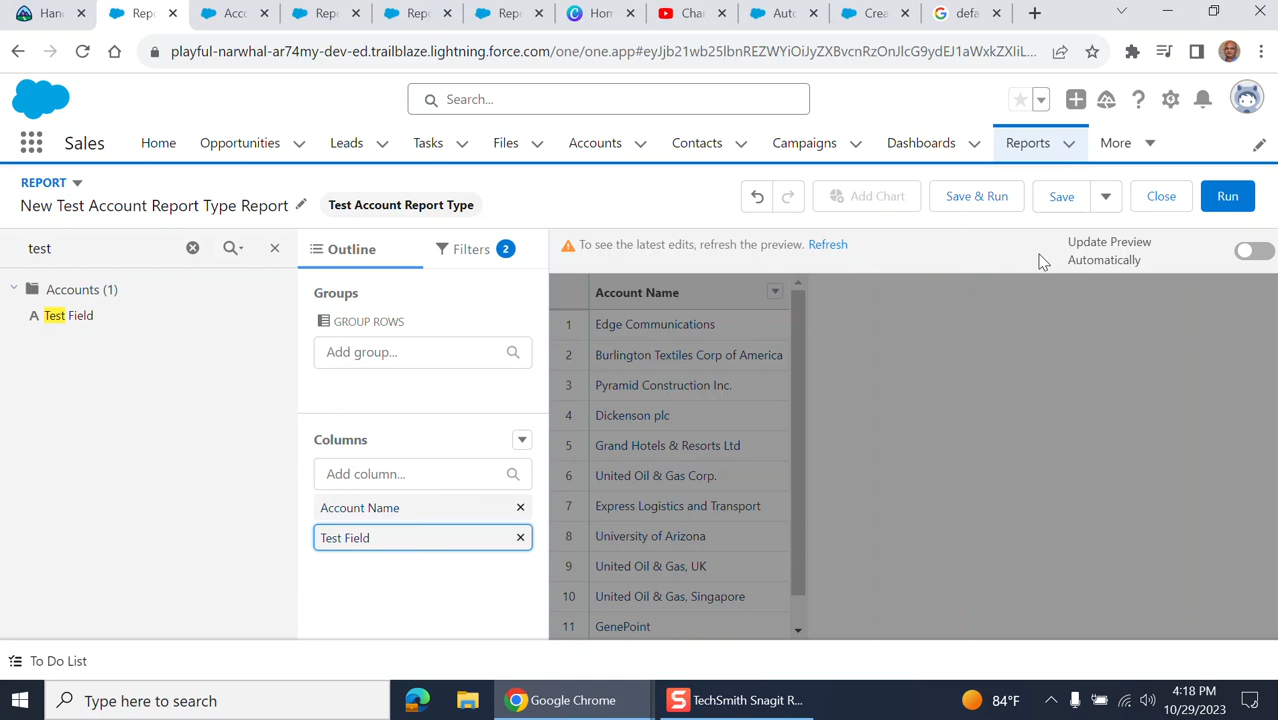 Hand
Repo
Acc
Rep
Rep
Repo
Hom
Cha
Aut
Crea
defa
playful-narwhal-ar74my-dev-ed.trailblaze.lightning.force.com/one/one.app#eyJjb21wb25lbnREZWYiOiJyZXBvcnRzOnJlcG9ydEJ1aWxkZXIiL...
Search...
Sales
Home
Opportunities
Leads
Tasks
Files
Accounts
Contacts
Campaigns
Dashboards
Reports
More
REPORT
New Test Account Report Type Report
Test Account Report Type
Add Chart
Save & Run
Save
Close
Run
test
Outline
Filters
2
To see the latest edits, refresh the preview. Refresh
Update Preview
Automatically
Accounts (1)
A Test Field
Groups
GROUP ROWS
Add group...
Columns
Add column...
Account Name
Test Field
Account Name
1 Edge Communications
2 Burlington Textiles Corp of America
3 Pyramid Construction Inc.
4 Dickenson plc
5 Grand Hotels & Resorts Ltd
6 United Oil & Gas Corp.
7 Express Logistics and Transport
8 University of Arizona
9 United Oil & Gas, UK
10 United Oil & Gas, Singapore
11 GenePoint
To Do List
Type here to search
Google Chrome
TechSmith Snagit R...
84°F
4:18 PM
10/29/2023